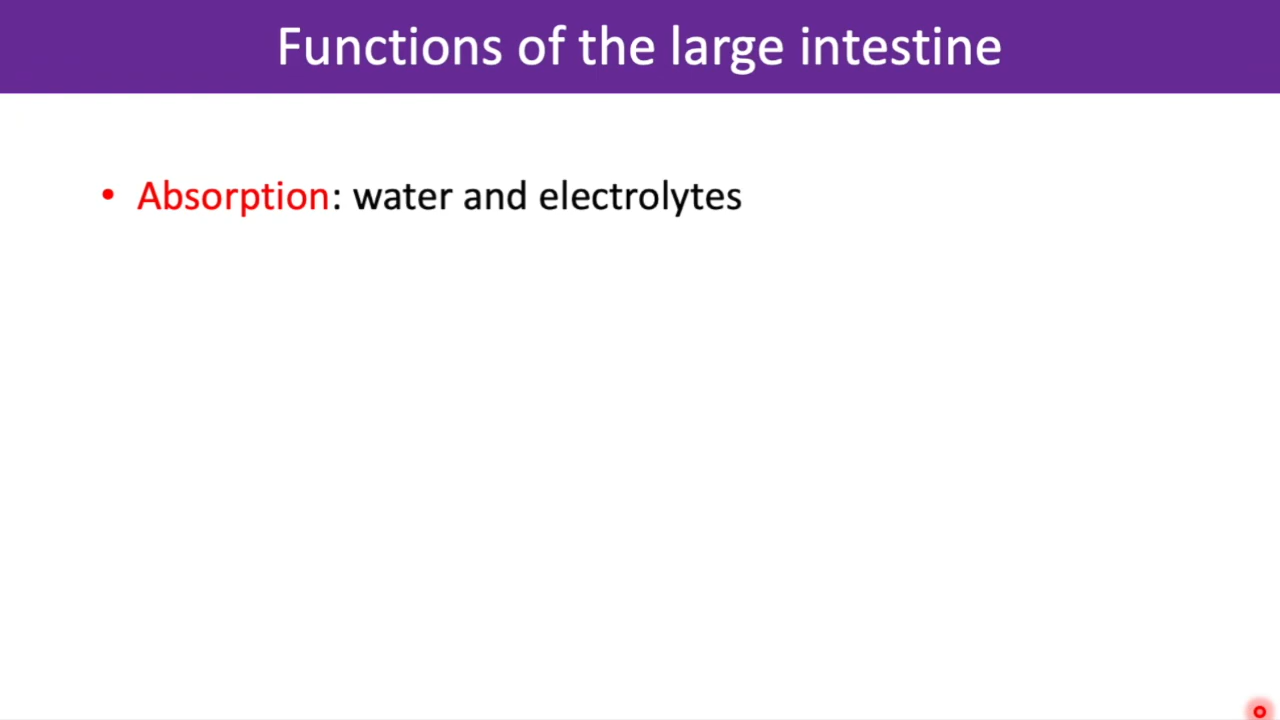 Functions of the large intestine
• Absorption: water and electrolytes